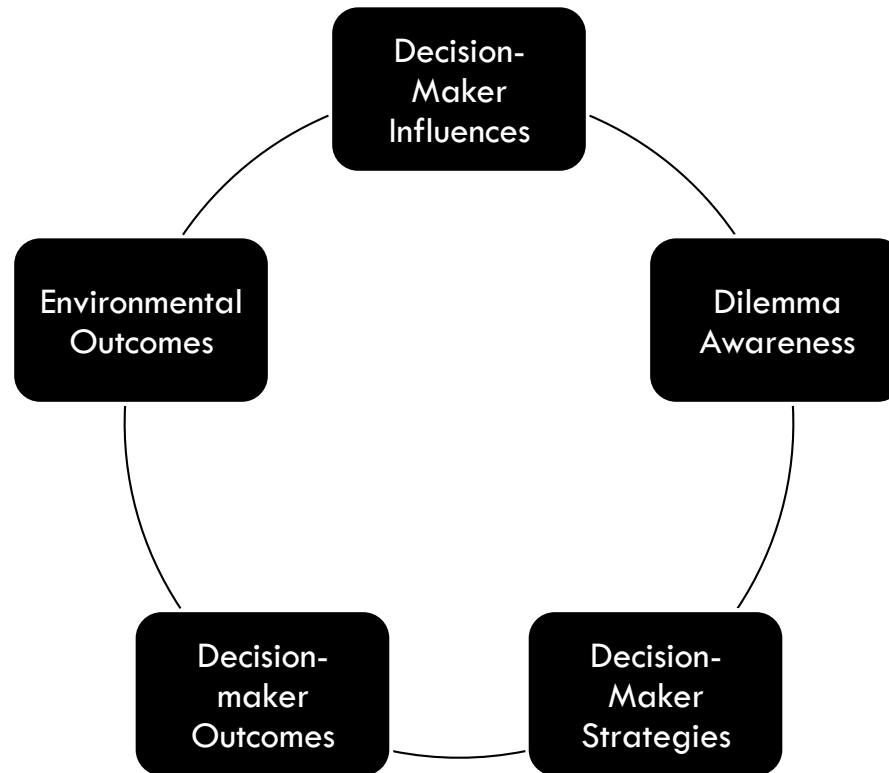 Decision-
Maker
Influences
Dilemma
Awareness
Decision-
Maker
Strategies
Decision-
maker
Outcomes
Environmental
Outcomes